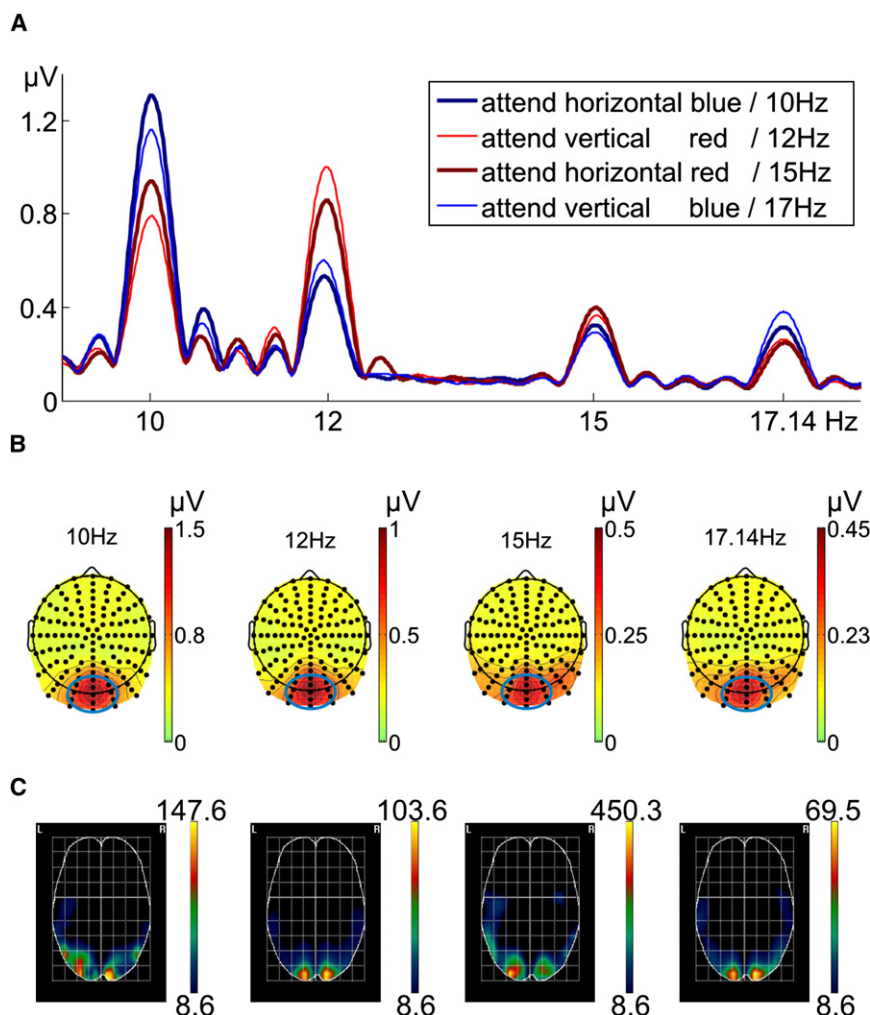 A
µV
1.2
0.8
0.4
0
10 12 15 17.14 Hz
attend horizontal blue / 10Hz
attend vertical red / 12Hz
attend horizontal red / 15Hz
attend vertical blue / 17Hz
B
µV µV µV µV
10Hz 12Hz 15Hz 17.14Hz
1.5 1 0.5 0.45
0.8 0.5 0.25 0.23
0 0 0 0
C
147.6 103.6 450.3 69.5
L R L R L R L R
8.6 8.6 8.6 8.6